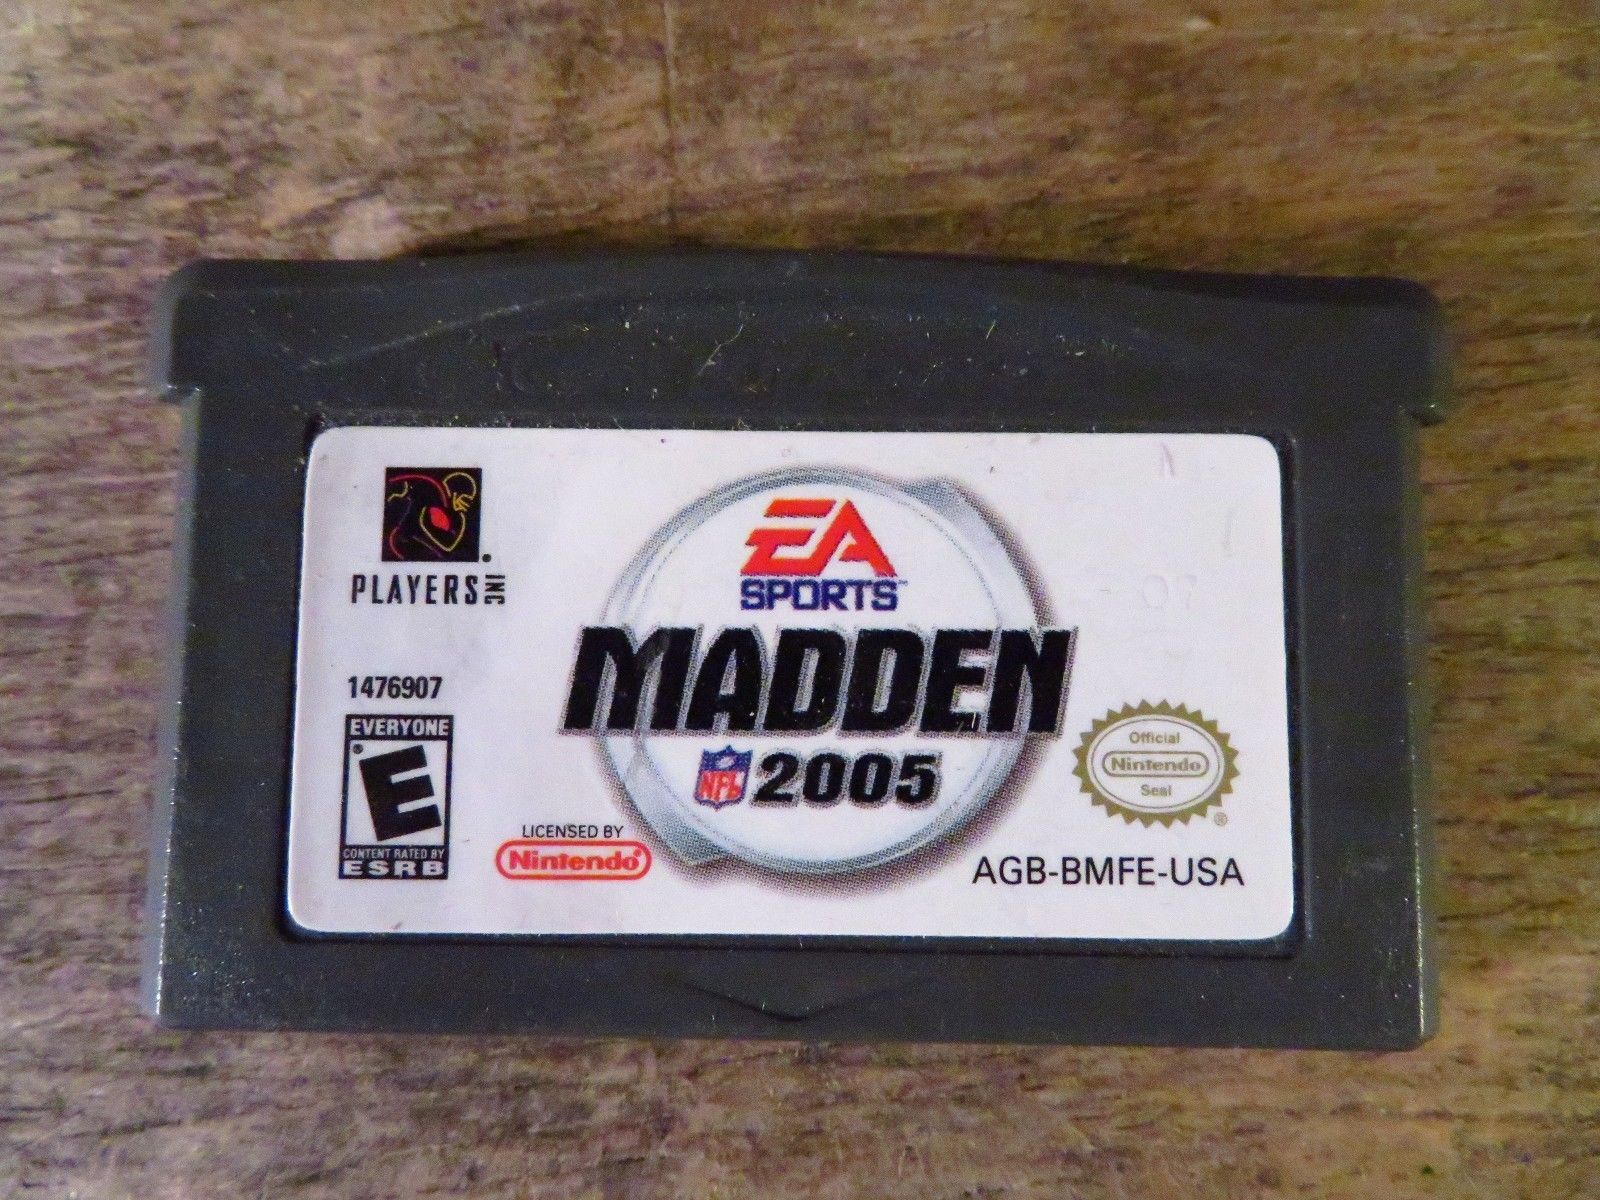 EA
SPORTS™
MADDEN
NFL 2005
PLAYERS INC
1476907
EVERYONE
E
CONTENT RATED BY
ESRB
LICENSED BY
Nintendo®
Official
Nintendo
Seal
®
AGB-BMFE-USA